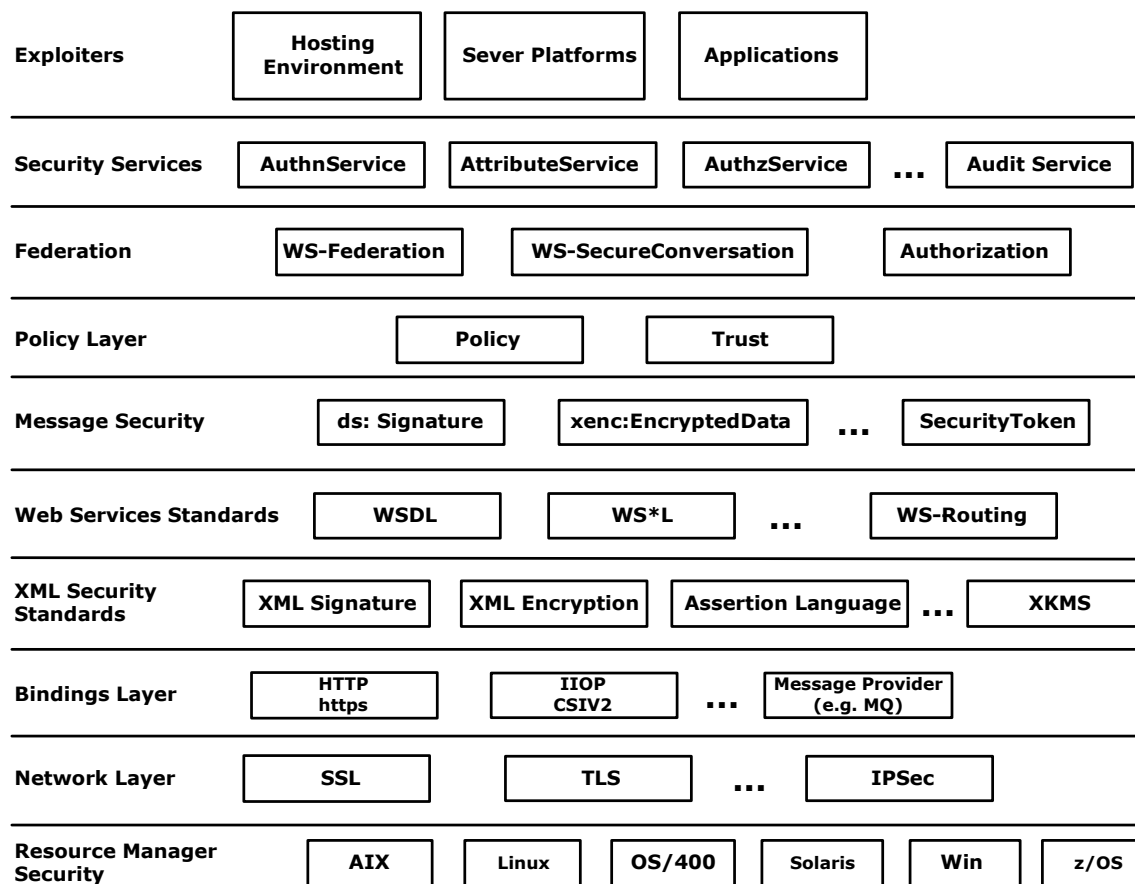 Exploiters
Hosting
Environment
Sever Platforms
Applications
Security Services
AuthnService
AttributeService
AuthzService
...
Audit Service
Federation
WS-Federation
WS-SecureConversation
Authorization
Policy Layer
Policy
Trust
Message Security
ds: Signature
xenc:EncryptedData
...
SecurityToken
Web Services Standards
WSDL
WS*L
...
WS-Routing
XML Security
Standards
XML Signature
XML Encryption
Assertion Language
...
XKMS
Bindings Layer
HTTP
https
IIOP
CSIV2
...
Message Provider
(e.g. MQ)
Network Layer
SSL
TLS
...
IPSec
Resource Manager
Security
AIX
Linux
OS/400
Solaris
Win
z/OS